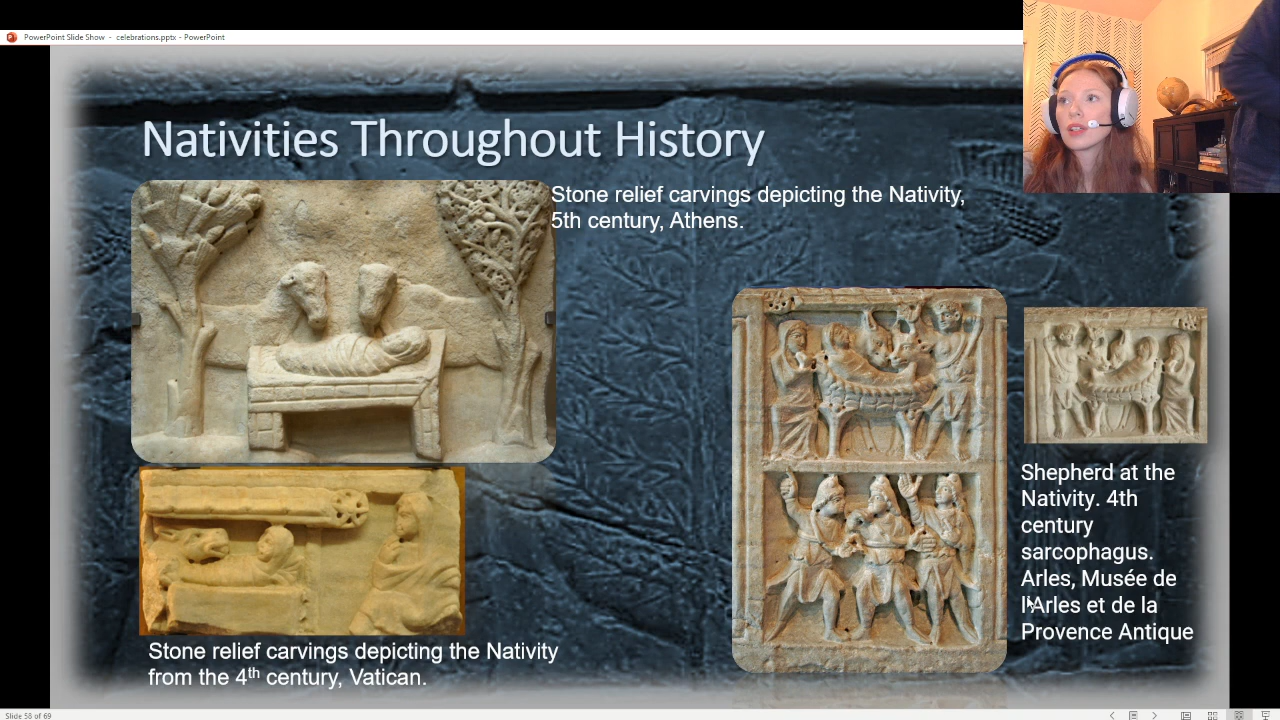 PowerPoint Slide Show - celebrations.pptx - PowerPoint
Nativities Throughout History
Stone relief carvings depicting the Nativity,
5th century, Athens.
Shepherd at the
Nativity. 4th
century
sarcophagus.
Arles, Musée de
l'Arles et de la
Provence Antique
Stone relief carvings depicting the Nativity
from the 4th century, Vatican.
Slide 58 of 69